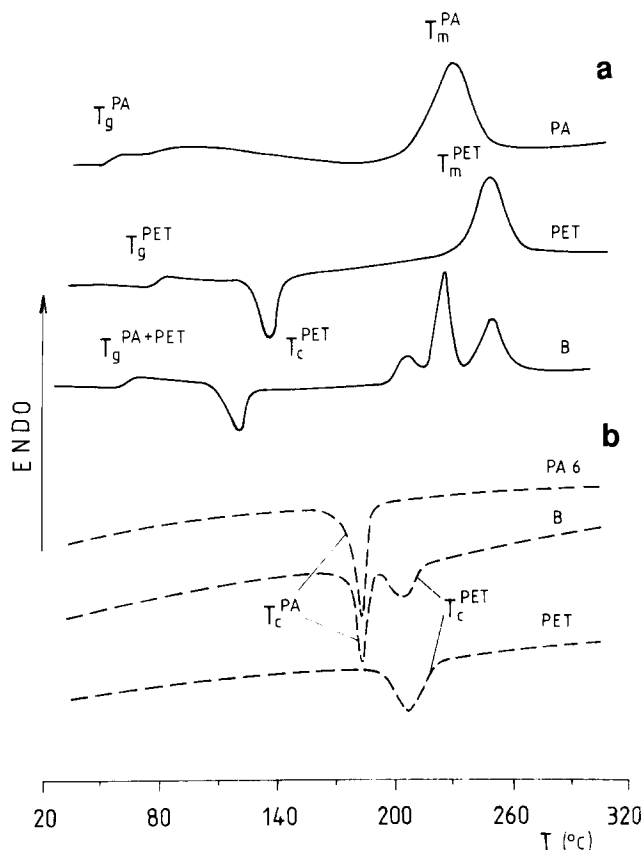 T_m^PA
a
T_g^PA
PA
T_m^PET
T_g^PET
PET
T_g^PA+PET
T_c^PET
B
ENDO
b
PA 6
B
T_c^PA
T_c^PET
PET
20 80 140 200 260 320
T (°C)